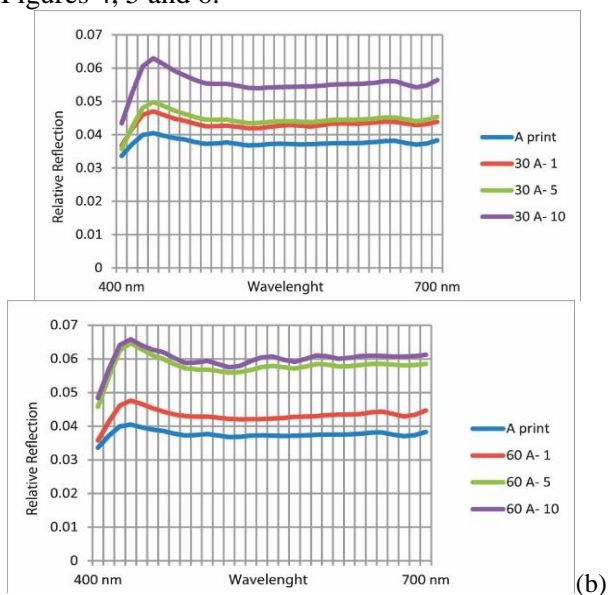 Figures 4, 5 and 6.
0.07
0.06
0.05
0.04
0.03
0.02
0.01
0
Relative Reflection
400 nm
Wavelenght
700 nm
A print
30 A- 1
30 A- 5
30 A- 10
0.07
0.06
0.05
0.04
0.03
0.02
0.01
0
Relative Reflection
400 nm
Wavelenght
700 nm
A print
60 A- 1
60 A- 5
60 A- 10
(b)